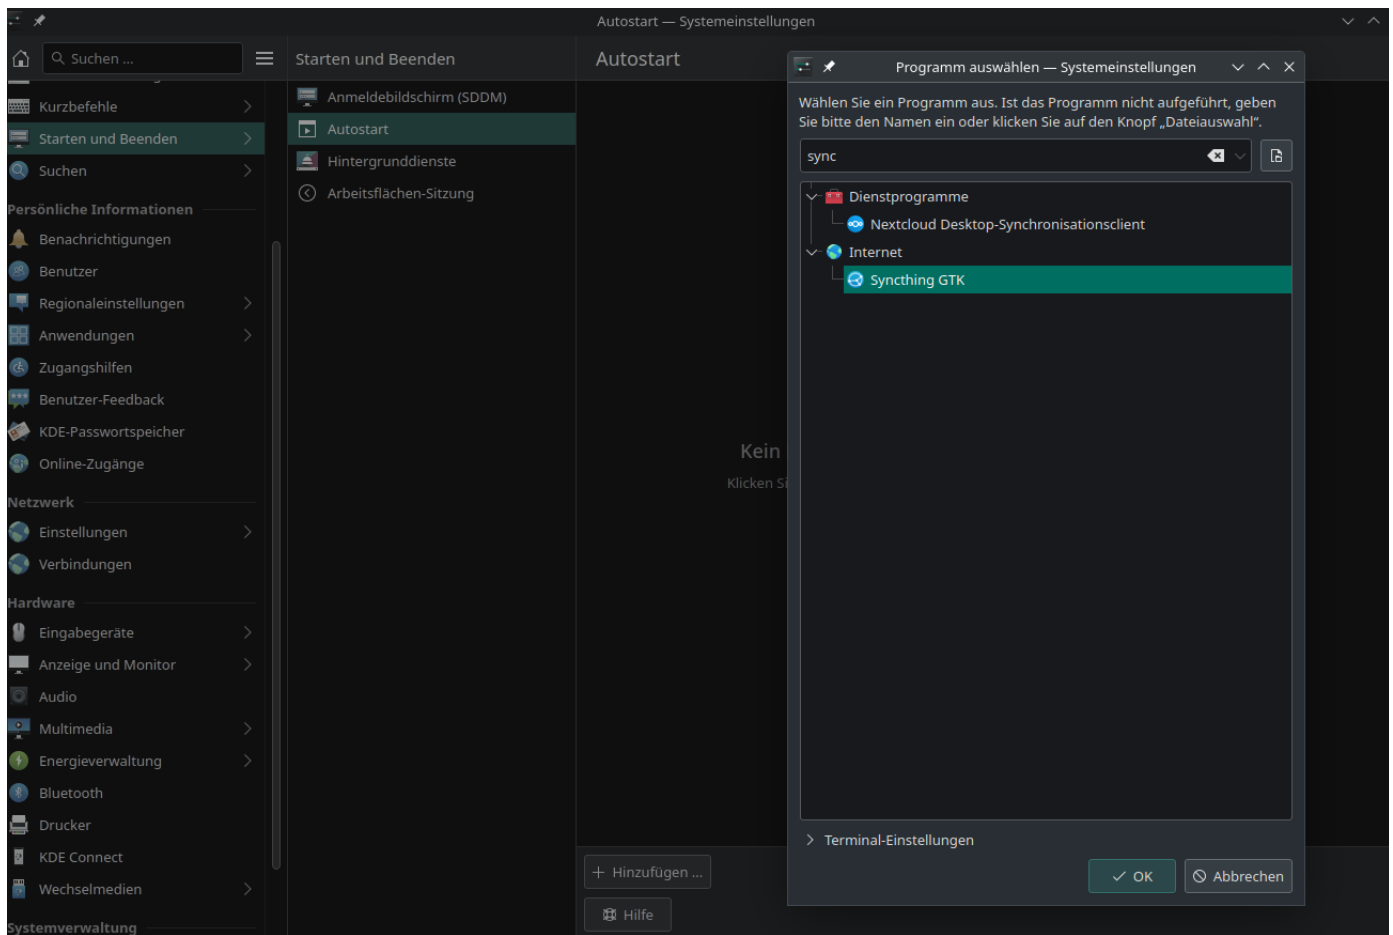 Autostart — Systemeinstellungen
Suchen ...
Kurzbefehle
Starten und Beenden
Suchen
Persönliche Informationen
Benachrichtigungen
Benutzer
Regionaleinstellungen
Anwendungen
Zugangshilfen
Benutzer-Feedback
KDE-Passwortspeicher
Online-Zugänge
Netzwerk
Einstellungen
Verbindungen
Hardware
Eingabegeräte
Anzeige und Monitor
Audio
Multimedia
Energieverwaltung
Bluetooth
Drucker
KDE Connect
Wechselmedien
Systemverwaltung
Starten und Beenden
Anmeldebildschirm (SDDM)
Autostart
Hintergrunddienste
Arbeitsflächen-Sitzung
Autostart
Kein
Klicken Si
+ Hinzufügen ...
Hilfe
Programm auswählen — Systemeinstellungen
Wählen Sie ein Programm aus. Ist das Programm nicht aufgeführt, geben
Sie bitte den Namen ein oder klicken Sie auf den Knopf „Dateiauswahl“.
sync
Dienstprogramme
Nextcloud Desktop-Synchronisationsclient
Internet
Syncthing GTK
Terminal-Einstellungen
OK
Abbrechen